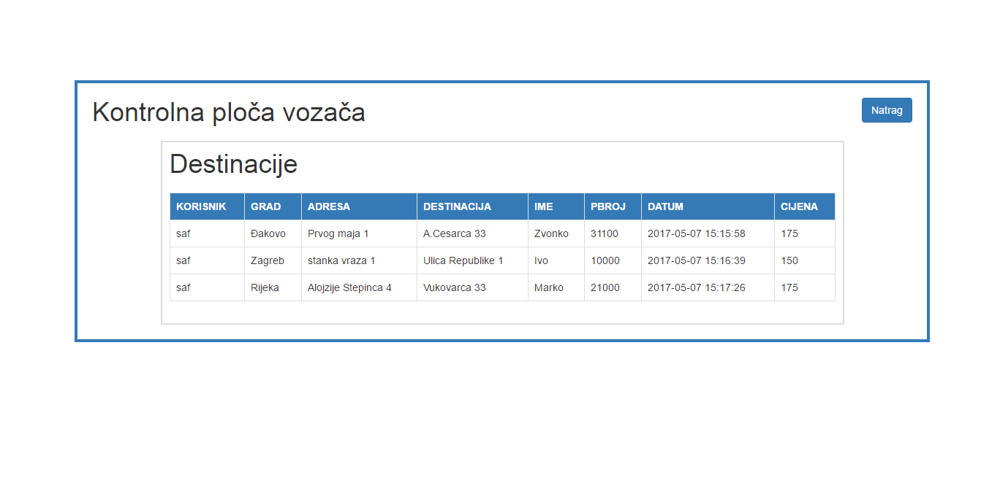 Kontrolna ploča vozača
Natrag
Destinacije
KORISNIK GRAD ADRESA DESTINACIJA IME PBROJ DATUM CIJENA
saf Đakovo Prvog maja 1 A.Cesarca 33 Zvonko 31100 2017-05-07 15:15:58 175
saf Zagreb stanka vraza 1 Ulica Republike 1 Ivo 10000 2017-05-07 15:16:39 150
saf Rijeka Alojzije Stepinca 4 Vukovarca 33 Marko 21000 2017-05-07 15:17:26 175